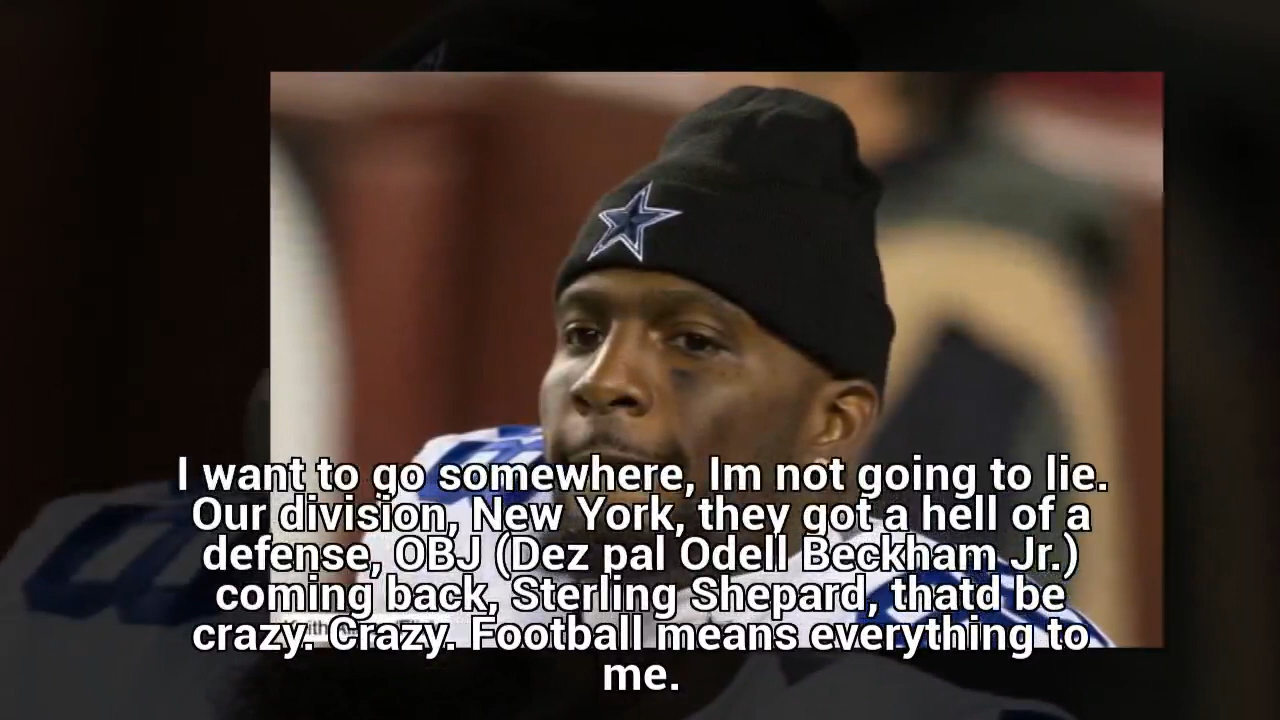 I want to go somewhere, Im not going to lie.
Our division, New York, they got a hell of a
defense, OBJ (Dez pal Odell Beckham Jr.)
coming back, Sterling Shepard, thatd be
crazy. Crazy. Football means everything to
me.